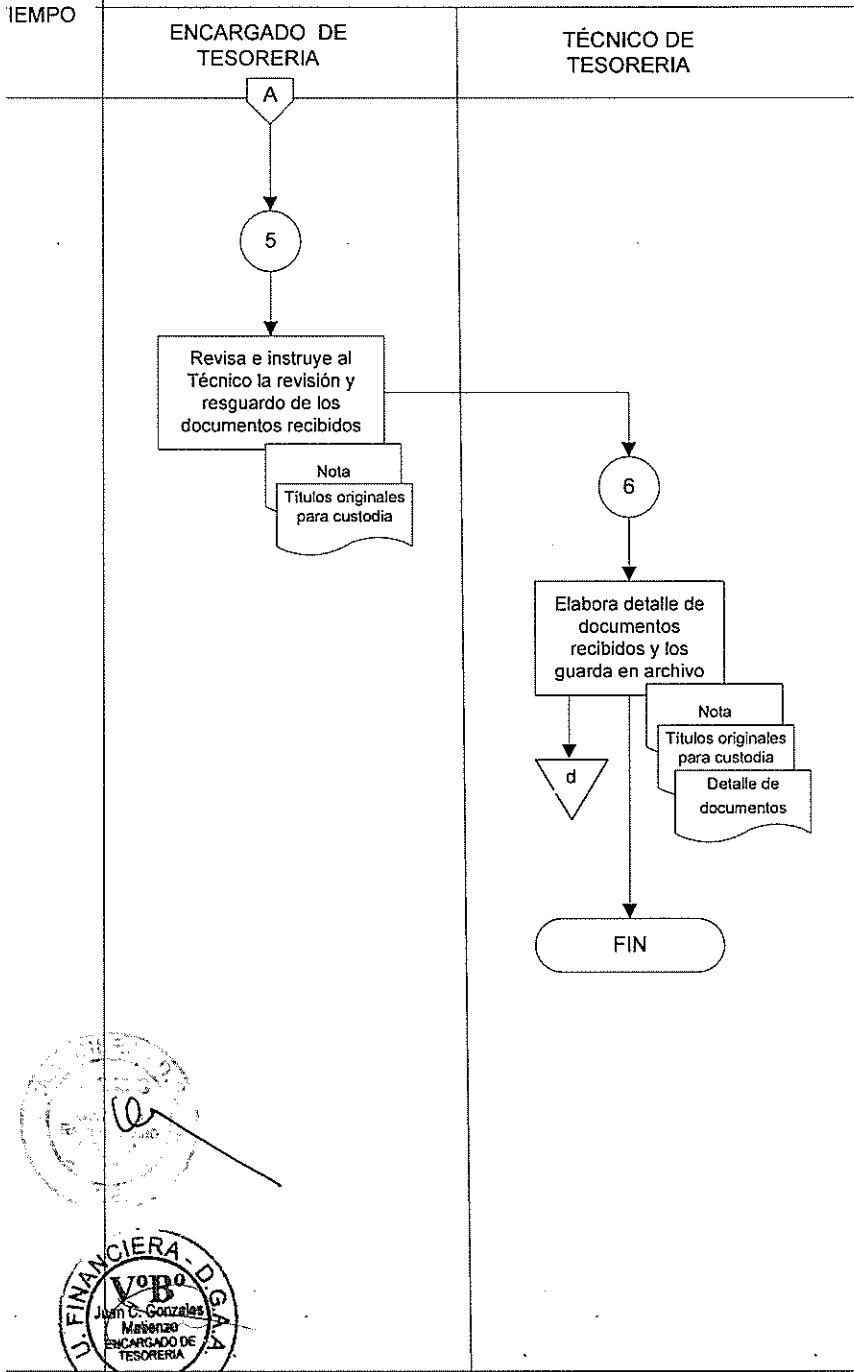 IEMPO
ENCARGADO DE
TESORERIA
TÉCNICO DE
TESORERIA
A
5
Revisa e instruye al
Técnico la revisión y
resguardo de los
documentos recibidos
Nota
Títulos originales
para custodia
6
Elabora detalle de
documentos
recibidos y los
guarda en archivo
Nota
Títulos originales
para custodia
Detalle de
documentos
d
FIN
U. FINANCIERA - D.G.A.A.
VºBº
Juan C. Gonzales
Matienzo
ENCARGADO DE
TESORERIA